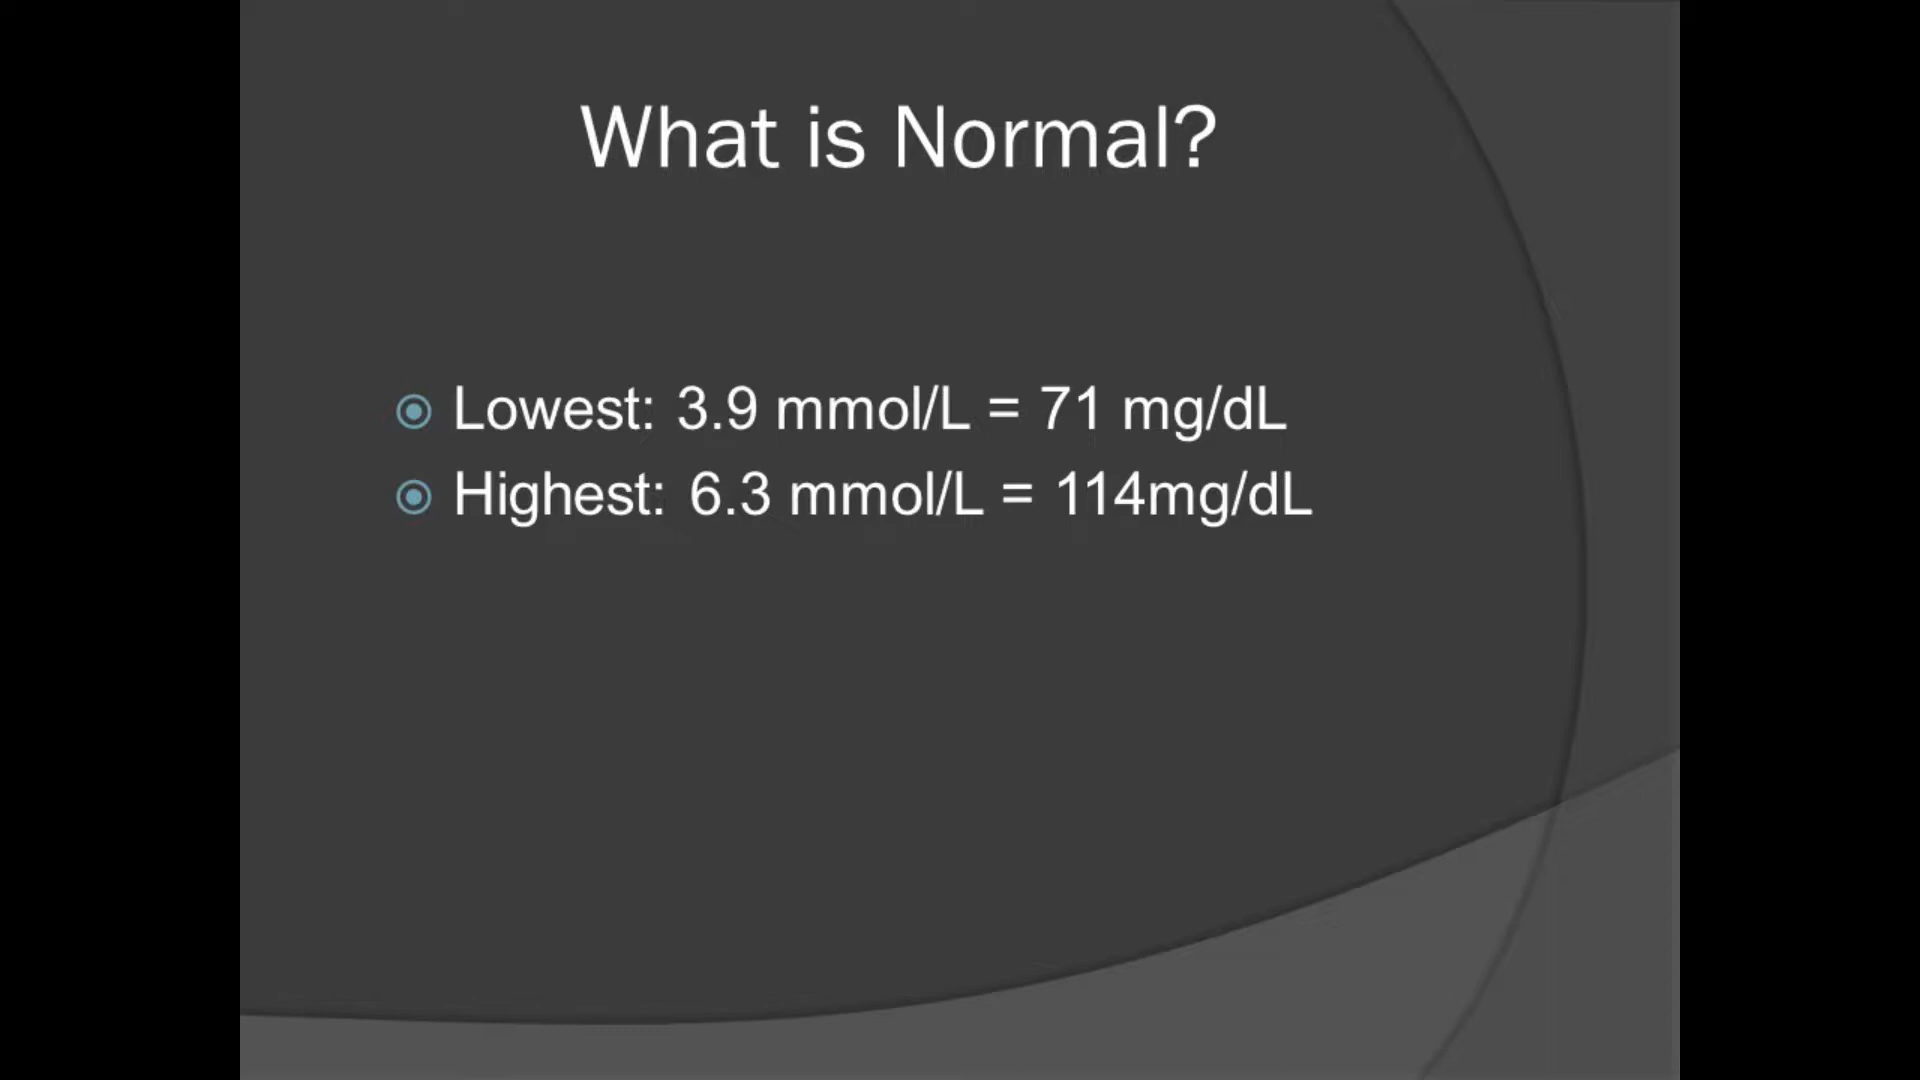 What is Normal?
Lowest: 3.9 mmol/L = 71 mg/dL
Highest: 6.3 mmol/L = 114mg/dL